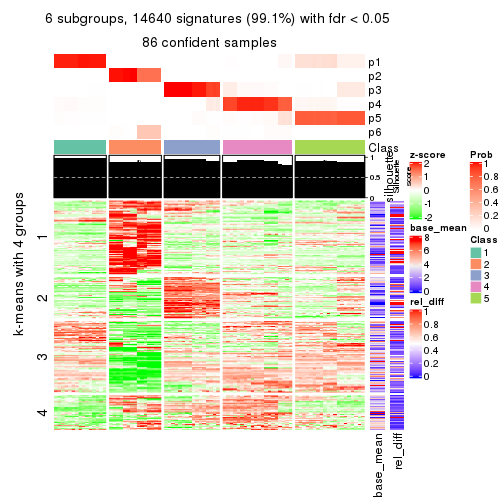 6 subgroups, 14640 signatures (99.1%) with fdr < 0.05
86 confident samples
p1
p2
p3
p4
p5
p6
Class
1
0.5
0
silhouette
Silhouette
score
k-means with 4 groups
1
2
3
4
base_mean
rel_diff
z-score
2
1
0
-1
-2
base_mean
8
6
4
2
0
rel_diff
1
0.8
0.6
0.4
0.2
0
Prob
1
0.8
0.6
0.4
0.2
0
Class
1
2
3
4
5